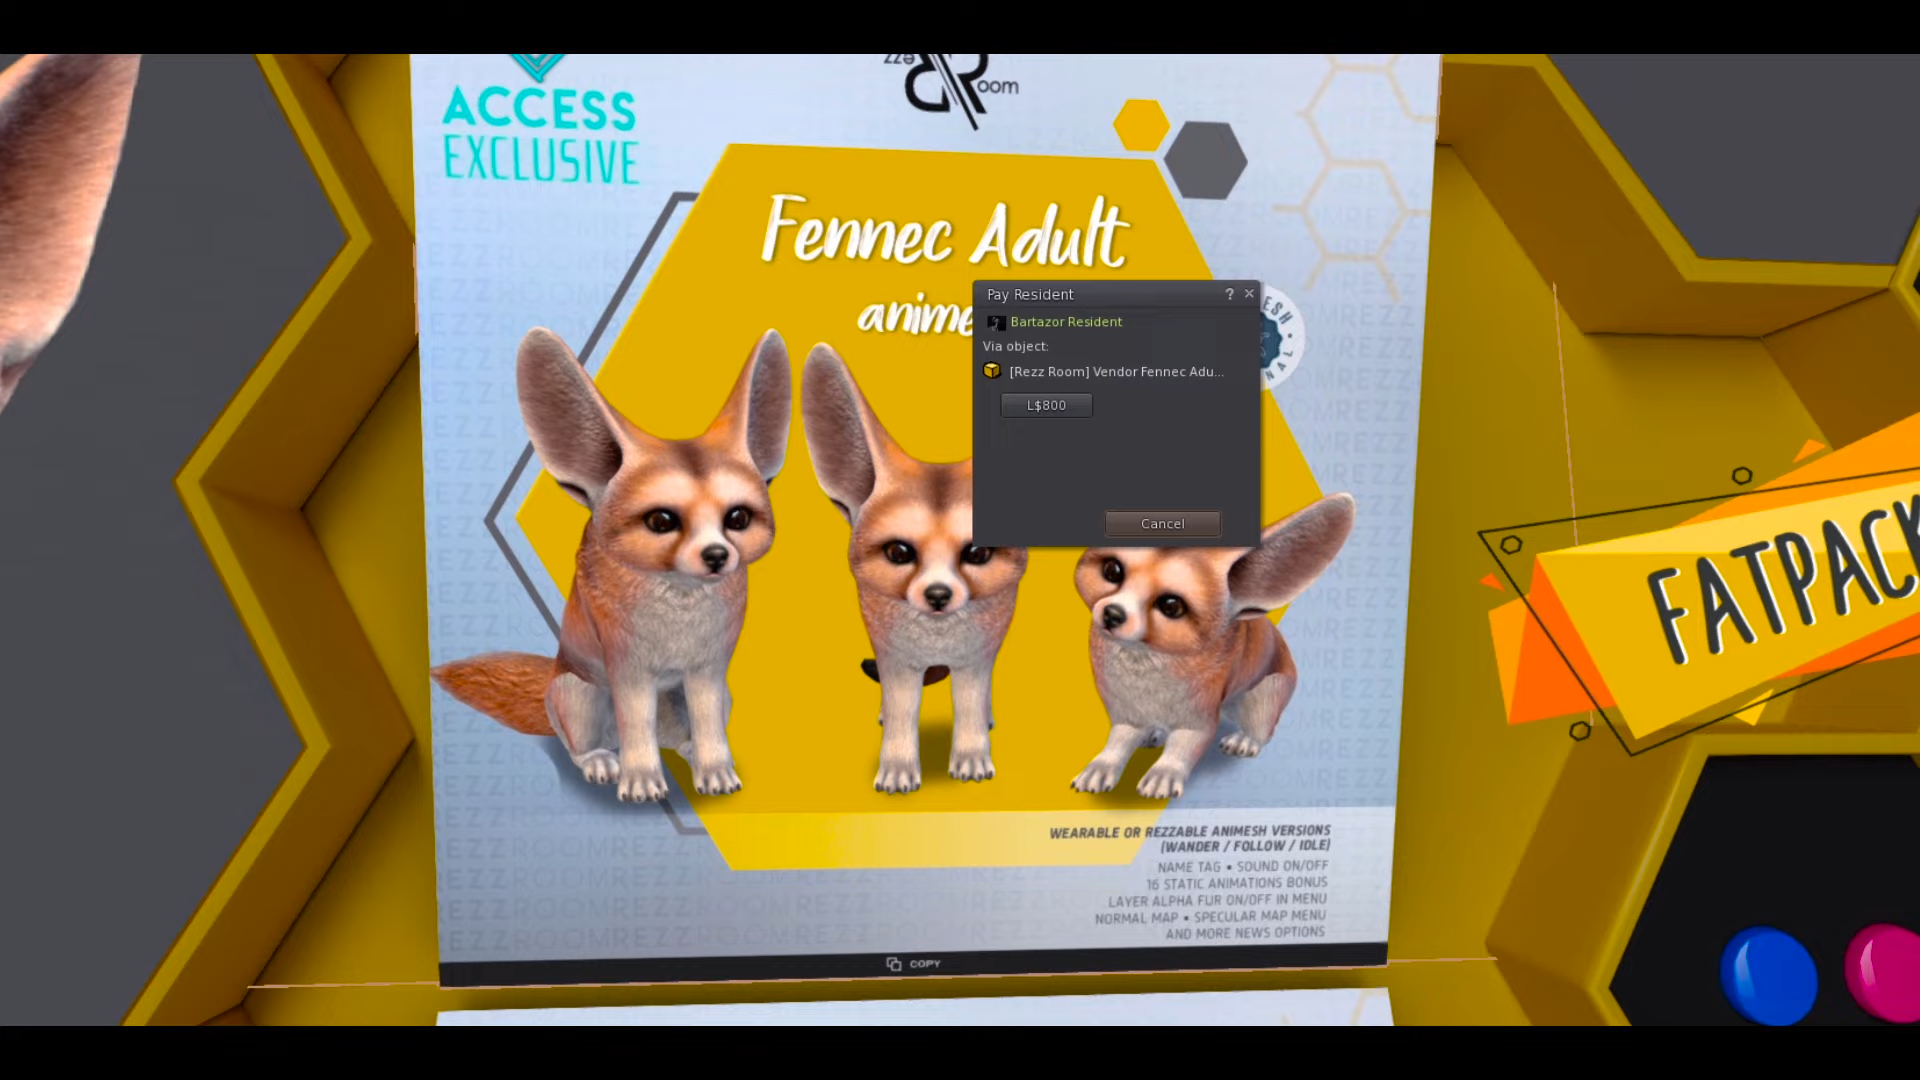 ACCESS
EXCLUSIVE
Rezz
Room
Fennec Adult
anime
Pay Resident
?
Bartazor Resident
Via object:
[Rezz Room] Vendor Fennec Adu...
L$800
Cancel
FATPACK
WEARABLE OR REZZABLE ANIMESH VERSIONS
(WANDER / FOLLOW / IDLE)
NAME TAG • SOUND ON/OFF
16 STATIC ANIMATIONS BONUS
LAYER ALPHA FUR ON/OFF IN MENU
NORMAL MAP • SPECULAR MAP MENU
AND MORE NEWS OPTIONS
COPY